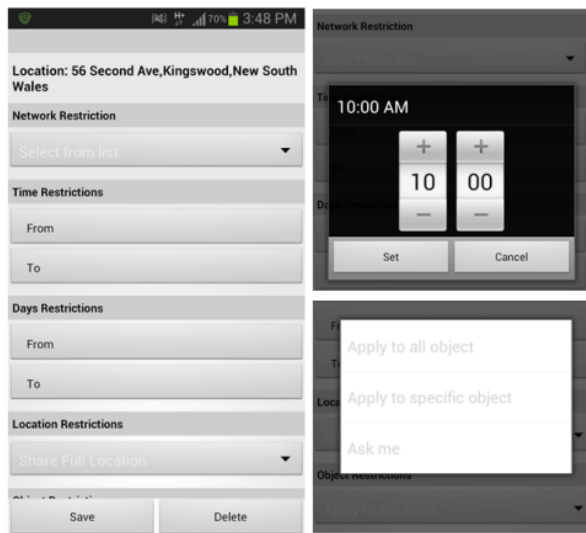 70% 3:48 PM
Location: 56 Second Ave,Kingswood,New South
Wales
Network Restriction
Select from list
Time Restrictions
From
To
Days Restrictions
From
To
Location Restrictions
Share Full Location
Save
Delete
Network Restriction
Select from list
10:00 AM
+
+
10
00
−
−
Set
Cancel
Apply to all object
Apply to specific object
Ask me
Object Restrictions
Apply to all object